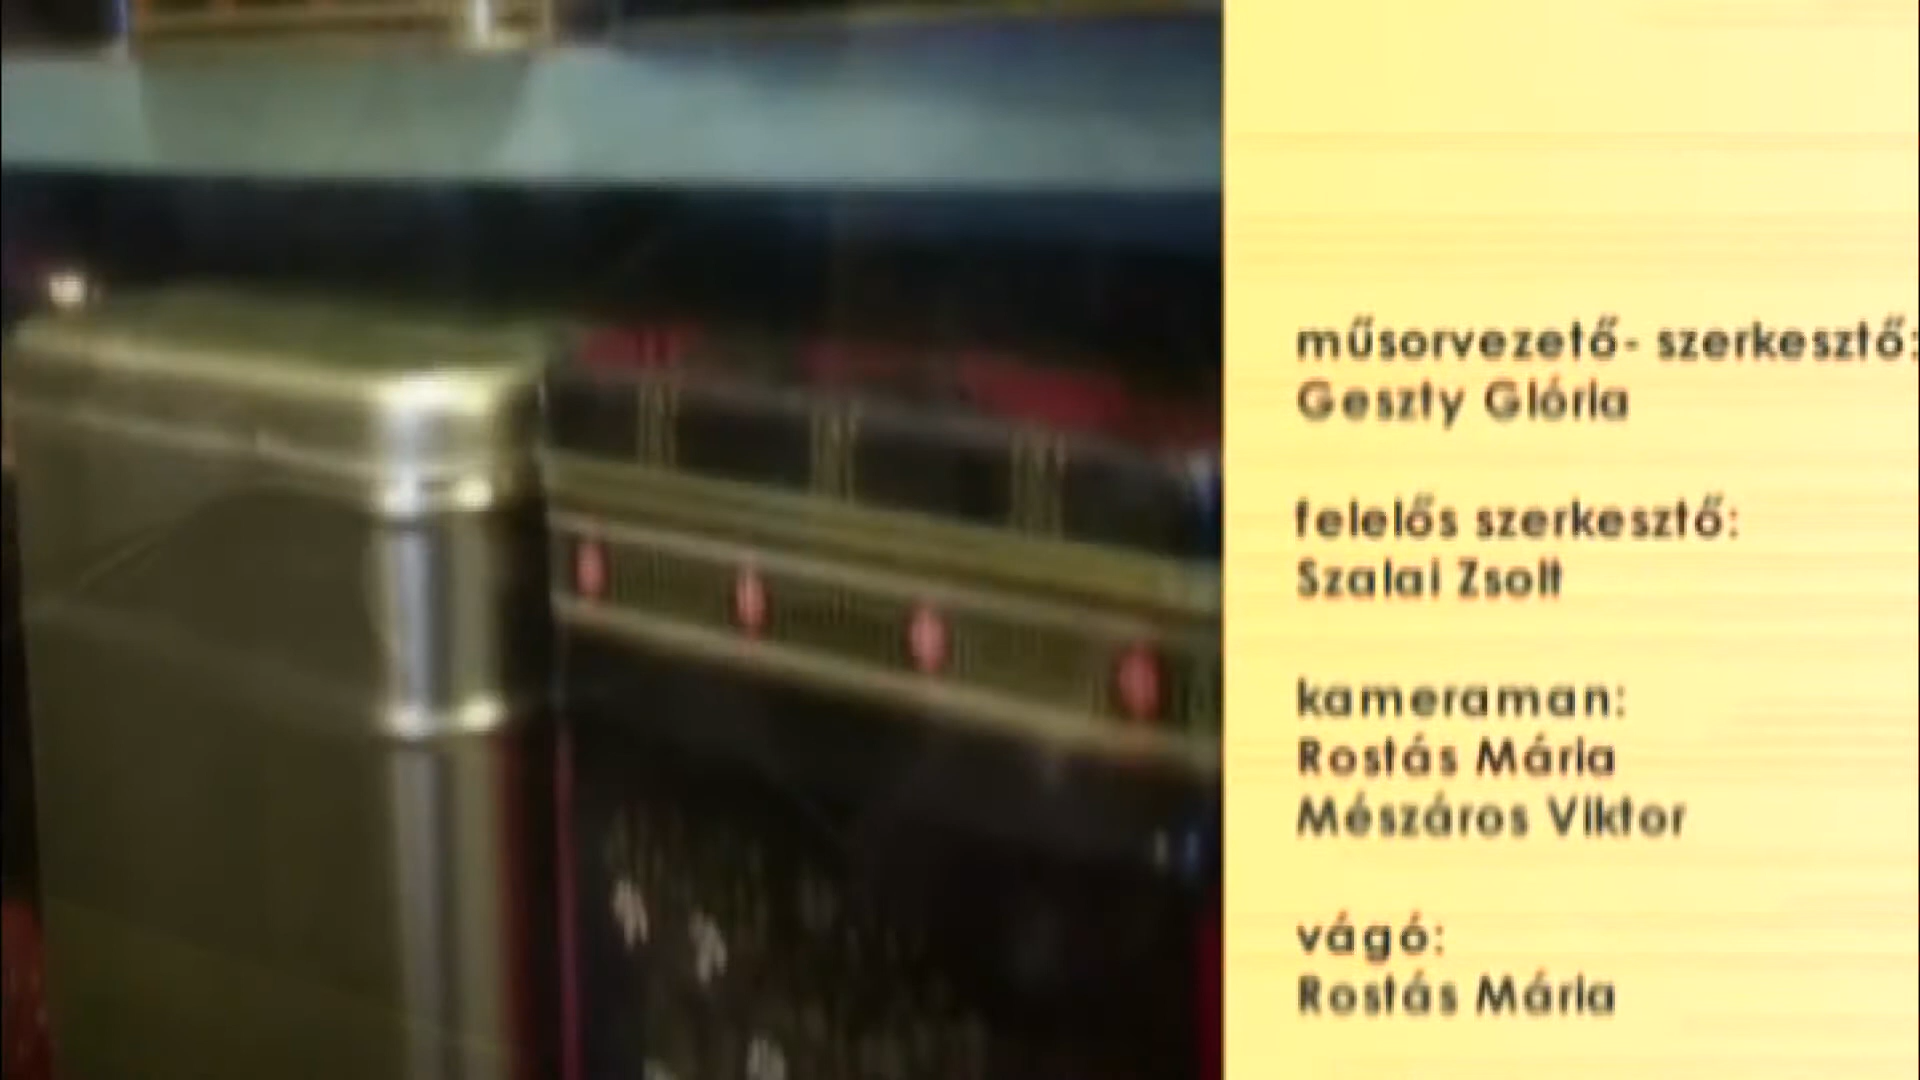 műsorvezető- szerkesztő:
Geszty Glória
felelős szerkesztő:
Szalai Zsolt
kameraman:
Rostás Mária
Mészáros Viktor
vágó:
Rostás Mária